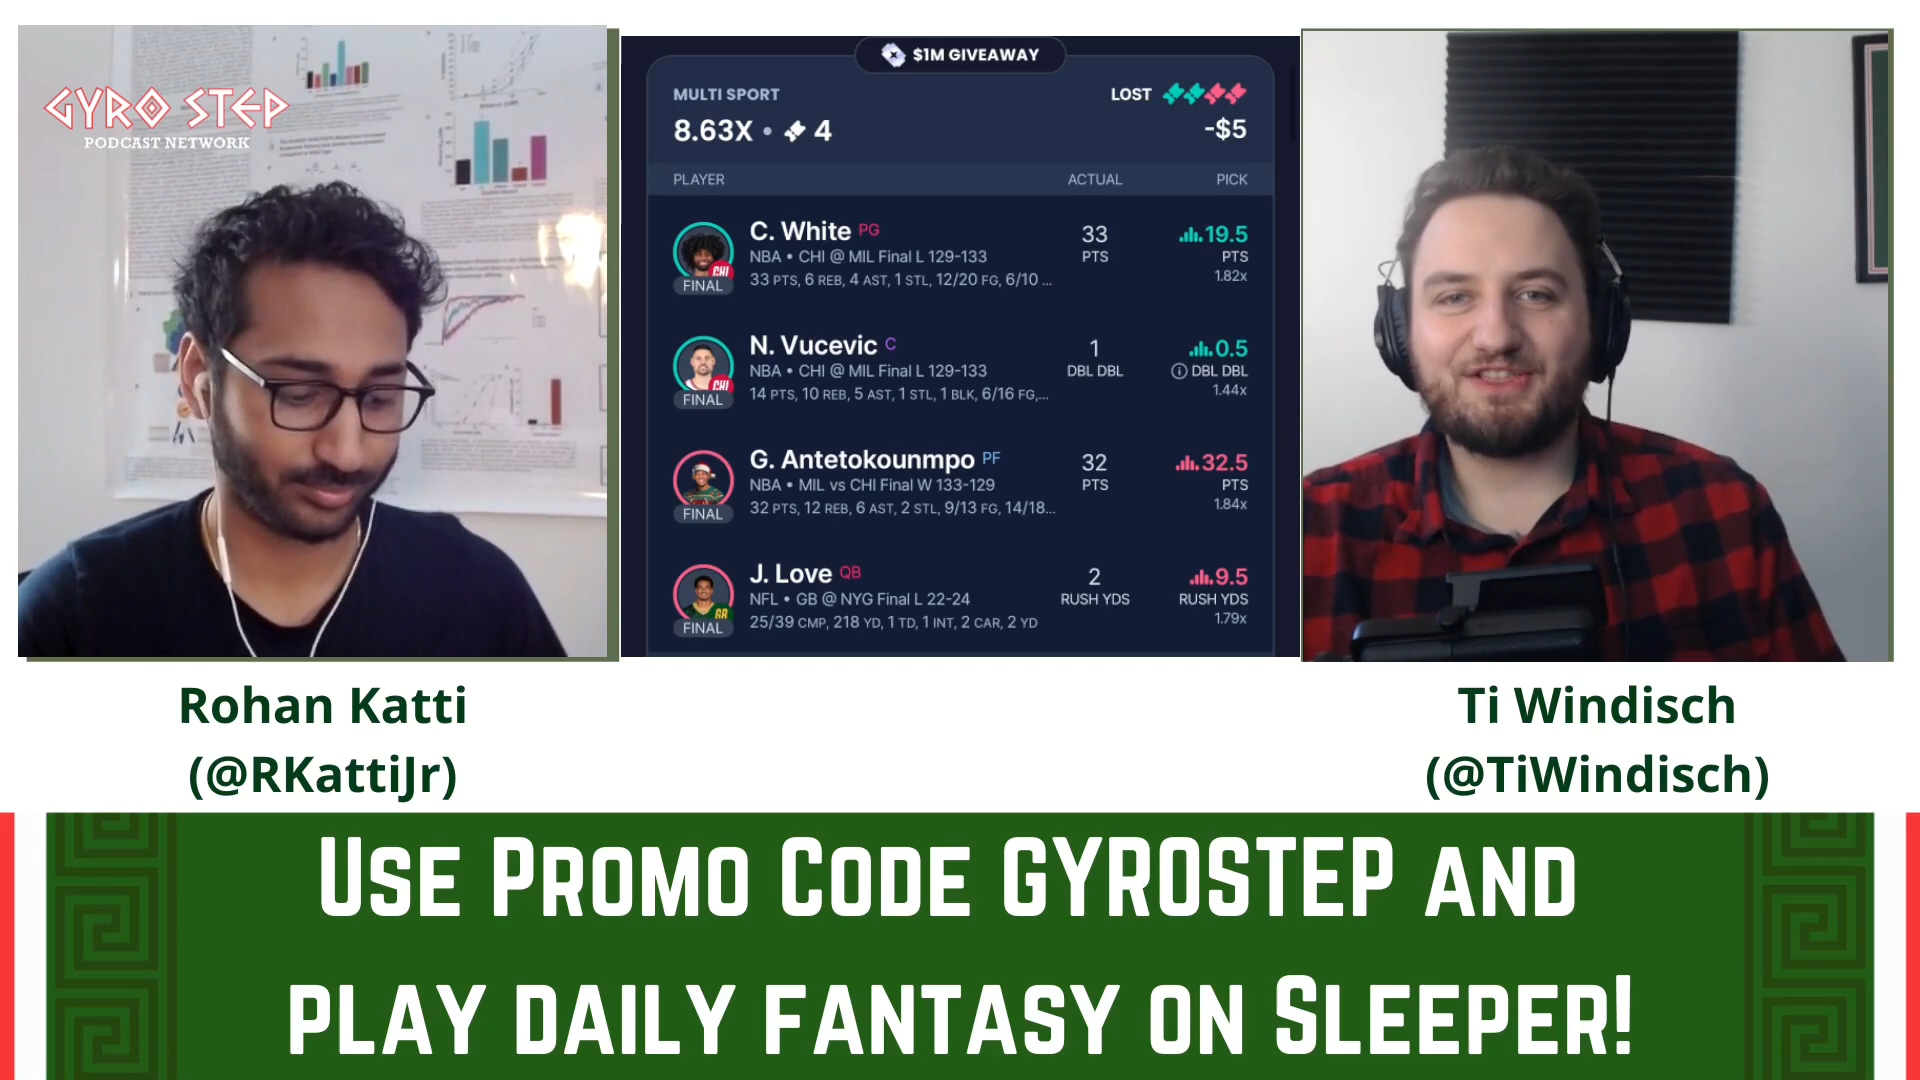 GYRO STEP
PODCAST NETWORK
$1M GIVEAWAY
MULTI SPORT
LOST
8.63X • 4
-$5
PLAYER ACTUAL PICK
C. White PG
33
19.5
NBA • CHI @ MIL Final L 129-133
PTS
PTS
FINAL
CHI
33 PTS, 6 REB, 4 AST, 1 STL, 12/20 FG, 6/10 ...
1.82x
N. Vucevic C
1
0.5
NBA • CHI @ MIL Final L 129-133
DBL DBL
DBL DBL
FINAL
CHI
14 PTS, 10 REB, 5 AST, 1 STL, 1 BLK, 6/16 FG,...
1.44x
G. Antetokounmpo PF
32
32.5
NBA • MIL vs CHI Final W 133-129
PTS
PTS
FINAL
32 PTS, 12 REB, 6 AST, 2 STL, 9/13 FG, 14/18...
1.84x
J. Love QB
2
9.5
NFL • GB @ NYG Final L 22-24
RUSH YDS
RUSH YDS
FINAL
GB
25/39 CMP, 218 YD, 1 TD, 1 INT, 2 CAR, 2 YD
1.79x
Rohan Katti
(@RKattiJr)
Ti Windisch
(@TiWindisch)
USE PROMO CODE GYROSTEP AND
PLAY DAILY FANTASY ON SLEEPER!